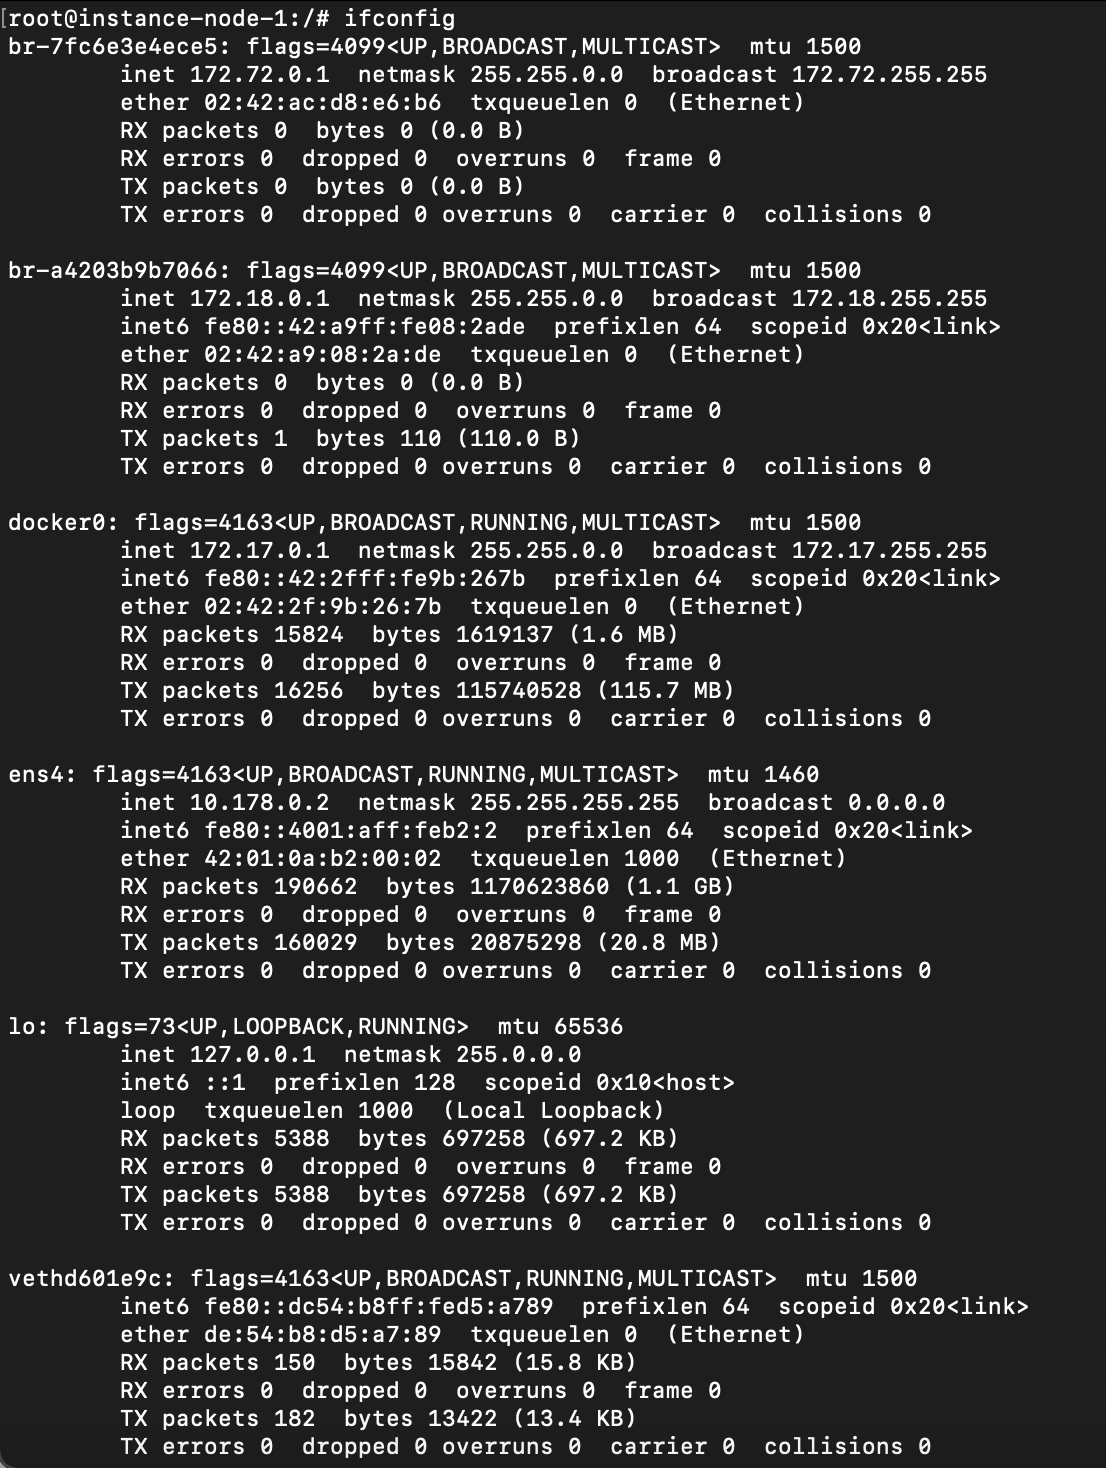 [root@instance-node-1:/# ifconfig
br-7fc6e3e4ece5: flags=4099<UP,BROADCAST,MULTICAST>  mtu 1500
        inet 172.72.0.1  netmask 255.255.0.0  broadcast 172.72.255.255
        ether 02:42:ac:d8:e6:b6  txqueuelen 0  (Ethernet)
        RX packets 0  bytes 0 (0.0 B)
        RX errors 0  dropped 0  overruns 0  frame 0
        TX packets 0  bytes 0 (0.0 B)
        TX errors 0  dropped 0 overruns 0  carrier 0  collisions 0

br-a4203b9b7066: flags=4099<UP,BROADCAST,MULTICAST>  mtu 1500
        inet 172.18.0.1  netmask 255.255.0.0  broadcast 172.18.255.255
        inet6 fe80::42:a9ff:fe08:2ade  prefixlen 64  scopeid 0x20<link>
        ether 02:42:a9:08:2a:de  txqueuelen 0  (Ethernet)
        RX packets 0  bytes 0 (0.0 B)
        RX errors 0  dropped 0  overruns 0  frame 0
        TX packets 1  bytes 110 (110.0 B)
        TX errors 0  dropped 0 overruns 0  carrier 0  collisions 0

docker0: flags=4163<UP,BROADCAST,RUNNING,MULTICAST>  mtu 1500
        inet 172.17.0.1  netmask 255.255.0.0  broadcast 172.17.255.255
        inet6 fe80::42:2fff:fe9b:267b  prefixlen 64  scopeid 0x20<link>
        ether 02:42:2f:9b:26:7b  txqueuelen 0  (Ethernet)
        RX packets 15824  bytes 1619137 (1.6 MB)
        RX errors 0  dropped 0  overruns 0  frame 0
        TX packets 16256  bytes 115740528 (115.7 MB)
        TX errors 0  dropped 0 overruns 0  carrier 0  collisions 0

ens4: flags=4163<UP,BROADCAST,RUNNING,MULTICAST>  mtu 1460
        inet 10.178.0.2  netmask 255.255.255.255  broadcast 0.0.0.0
        inet6 fe80::4001:aff:feb2:2  prefixlen 64  scopeid 0x20<link>
        ether 42:01:0a:b2:00:02  txqueuelen 1000  (Ethernet)
        RX packets 190662  bytes 1170623860 (1.1 GB)
        RX errors 0  dropped 0  overruns 0  frame 0
        TX packets 160029  bytes 20875298 (20.8 MB)
        TX errors 0  dropped 0 overruns 0  carrier 0  collisions 0

lo: flags=73<UP,LOOPBACK,RUNNING>  mtu 65536
        inet 127.0.0.1  netmask 255.0.0.0
        inet6 ::1  prefixlen 128  scopeid 0x10<host>
        loop  txqueuelen 1000  (Local Loopback)
        RX packets 5388  bytes 697258 (697.2 KB)
        RX errors 0  dropped 0  overruns 0  frame 0
        TX packets 5388  bytes 697258 (697.2 KB)
        TX errors 0  dropped 0 overruns 0  carrier 0  collisions 0

vethd601e9c: flags=4163<UP,BROADCAST,RUNNING,MULTICAST>  mtu 1500
        inet6 fe80::dc54:b8ff:fed5:a789  prefixlen 64  scopeid 0x20<link>
        ether de:54:b8:d5:a7:89  txqueuelen 0  (Ethernet)
        RX packets 150  bytes 15842 (15.8 KB)
        RX errors 0  dropped 0  overruns 0  frame 0
        TX packets 182  bytes 13422 (13.4 KB)
        TX errors 0  dropped 0 overruns 0  carrier 0  collisions 0